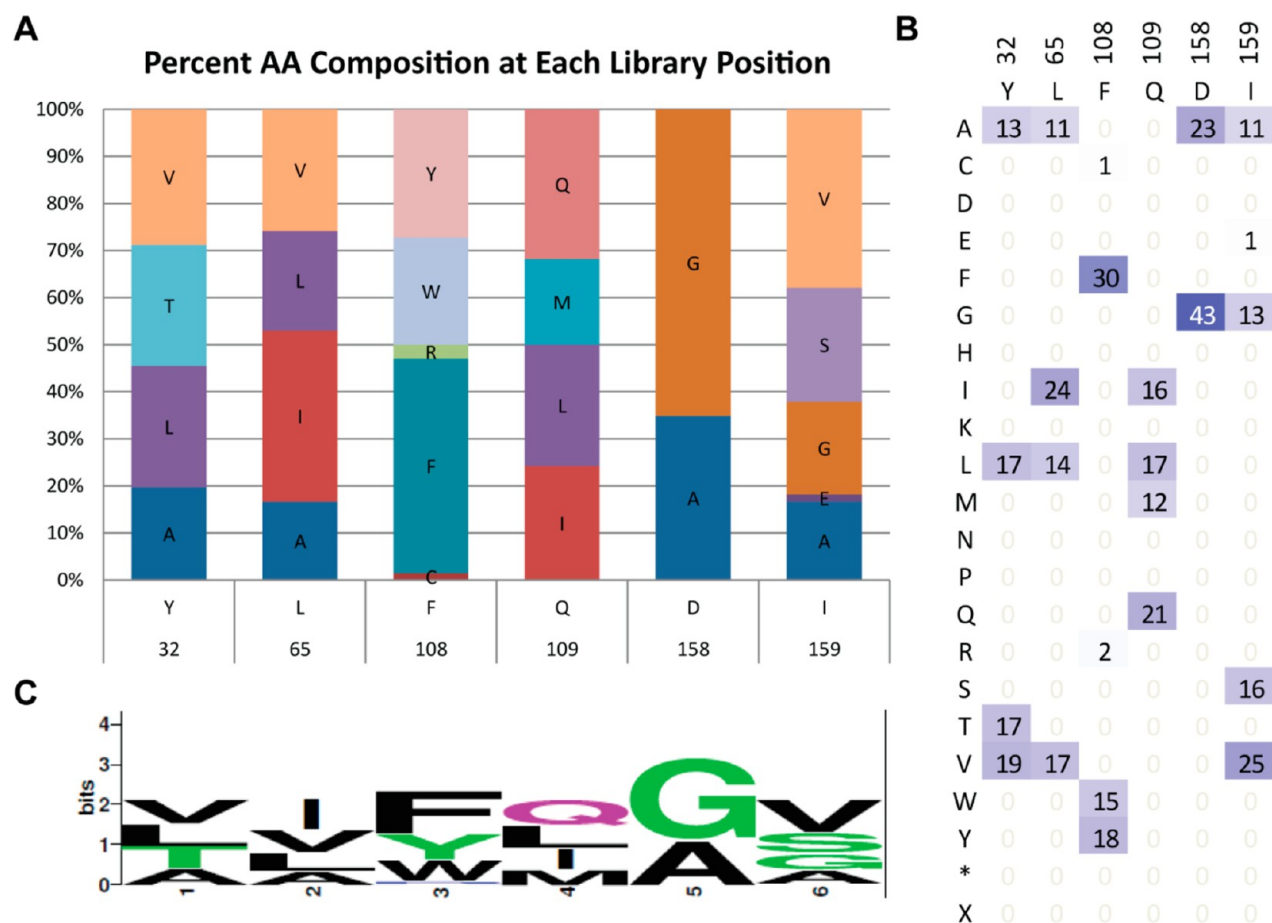 A
Percent AA Composition at Each Library Position
100%
90%
80%
70%
60%
50%
40%
30%
20%
10%
0%
V
T
L
A
V
L
I
A
Y
W
R
F
C
Q
M
L
I
G
A
V
S
G
E
A
Y L F Q D I
32 65 108 109 158 159
B
32 65 108 109 158 159
Y L F Q D I
A 13 11 0 0 23 11
C 0 0 1 0 0 0
D 0 0 0 0 0 0
E 0 0 0 0 0 1
F 0 0 30 0 0 0
G 0 0 0 0 43 13
H 0 0 0 0 0 0
I 0 24 0 16 0 0
K 0 0 0 0 0 0
L 17 14 0 17 0 0
M 0 0 0 12 0 0
N 0 0 0 0 0 0
P 0 0 0 0 0 0
Q 0 0 0 21 0 0
R 0 0 2 0 0 0
S 0 0 0 0 0 16
T 17 0 0 0 0 0
V 19 17 0 0 0 25
W 0 0 15 0 0 0
Y 0 0 18 0 0 0
* 0 0 0 0 0 0
X 0 0 0 0 0 0
C
bits
4
3
2
1
0
V
L
T
A
I
V
L
A
F
Y
W
Q
L
I
M
G
A
V
S
G
A
1 2 3 4 5 6